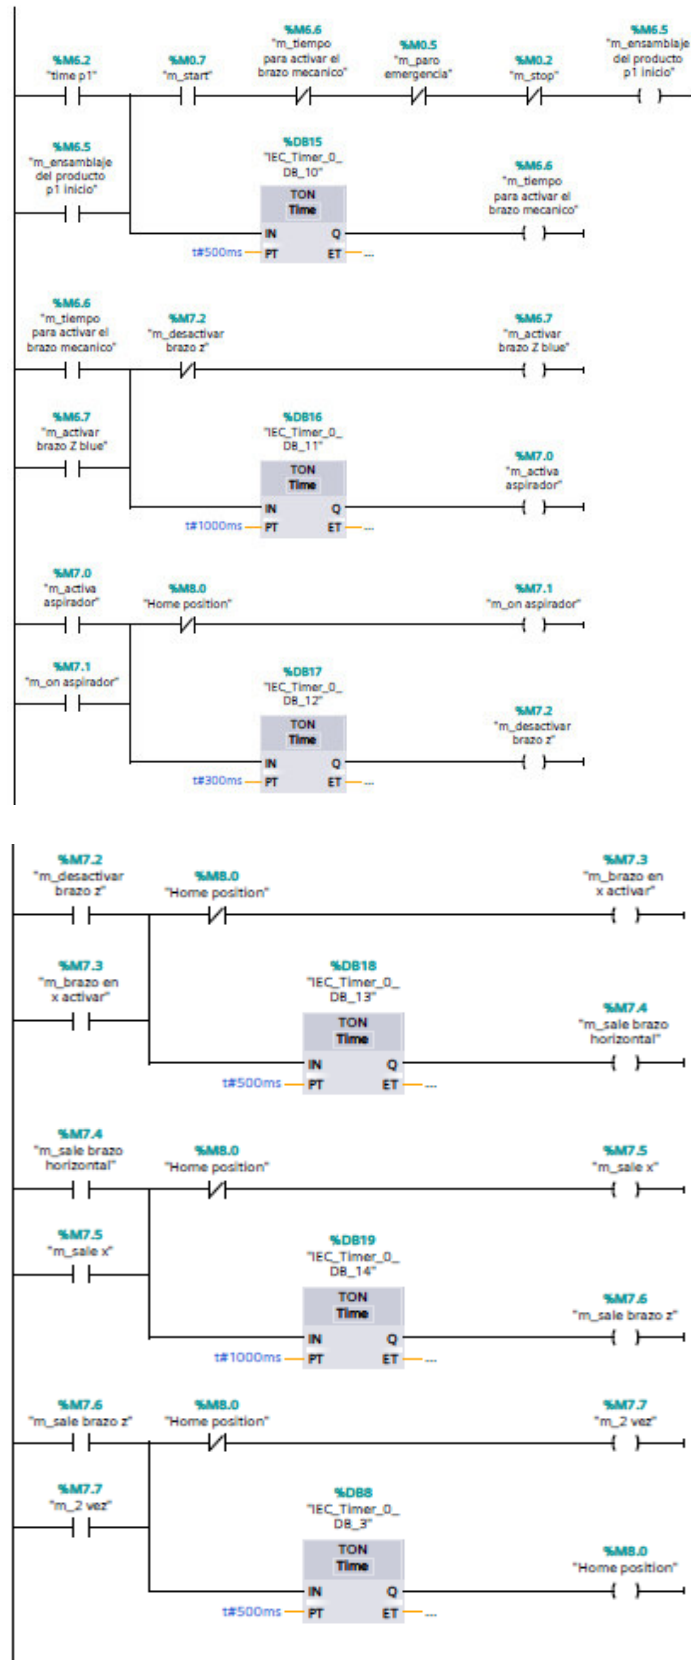 %M6.2
"time p1"
%M0.7
"m_start"
%M6.6
"m_tiempo
para activar el
brazo mecanico"
%M0.5
"m_paro
emergencia"
%M0.2
"m_stop"
%M6.5
"m_ensamblaje
del producto
p1 inicio"
%M6.5
"m_ensamblaje
del producto
p1 inicio"
%DB15
"IEC_Timer_0_
DB_10"
TON
Time
IN
Q
t#500ms
PT
ET
...
%M6.6
"m_tiempo
para activar el
brazo mecanico"
%M6.6
"m_tiempo
para activar el
brazo mecanico"
%M7.2
"m_desactivar
brazo z"
%M6.7
"m_activar
brazo Z blue"
%M6.7
"m_activar
brazo Z blue"
%DB16
"IEC_Timer_0_
DB_11"
TON
Time
IN
Q
t#1000ms
PT
ET
...
%M7.0
"m_activa
aspirador"
%M7.0
"m_activa
aspirador"
%M8.0
"Home position"
%M7.1
"m_on aspirador"
%M7.1
"m_on aspirador"
%DB17
"IEC_Timer_0_
DB_12"
TON
Time
IN
Q
t#300ms
PT
ET
...
%M7.2
"m_desactivar
brazo z"
%M7.2
"m_desactivar
brazo z"
%M8.0
"Home position"
%M7.3
"m_brazo en
x activar"
%M7.3
"m_brazo en
x activar"
%DB18
"IEC_Timer_0_
DB_13"
TON
Time
IN
Q
t#500ms
PT
ET
...
%M7.4
"m_sale brazo
horizontal"
%M7.4
"m_sale brazo
horizontal"
%M8.0
"Home position"
%M7.5
"m_sale x"
%M7.5
"m_sale x"
%DB19
"IEC_Timer_0_
DB_14"
TON
Time
IN
Q
t#1000ms
PT
ET
...
%M7.6
"m_sale brazo z"
%M7.6
"m_sale brazo z"
%M8.0
"Home position"
%M7.7
"m_2 vez"
%M7.7
"m_2 vez"
%DB8
"IEC_Timer_0_
DB_3"
TON
Time
IN
Q
t#500ms
PT
ET
...
%M8.0
"Home position"